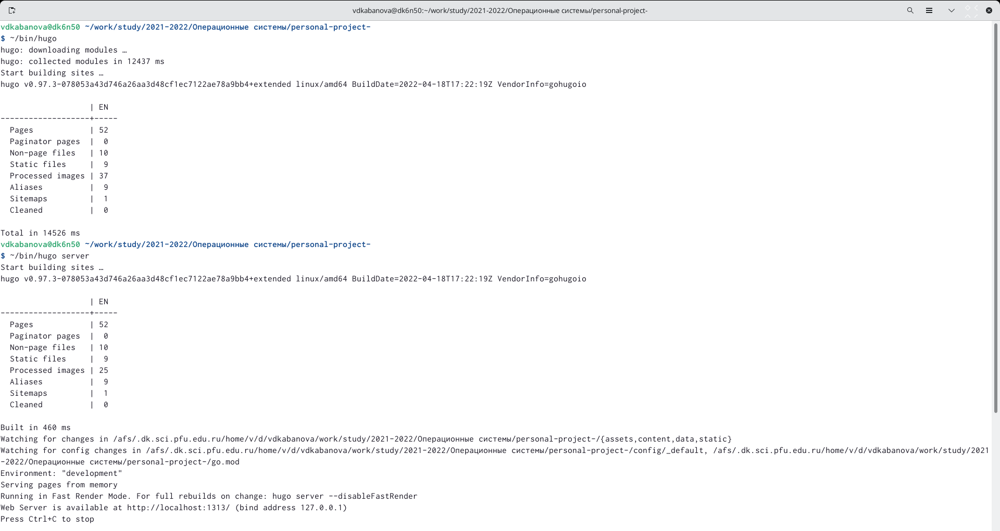 vdkabanova@dk6n50:~/work/study/2021-2022/Операционные системы/personal-project-
vdkabanova@dk6n50 ~/work/study/2021-2022/Операционные системы/personal-project-
$ ~/bin/hugo
hugo: downloading modules …
hugo: collected modules in 12437 ms
Start building sites …
hugo v0.97.3-078053a43d746a26aa3d48cf1ec7122ae78a9bb4+extended linux/amd64 BuildDate=2022-04-18T17:22:19Z VendorInfo=gohugoio
                   | EN
-------------------+-----
  Pages            | 52
  Paginator pages  |  0
  Non-page files   | 10
  Static files     |  9
  Processed images | 37
  Aliases          |  9
  Sitemaps         |  1
  Cleaned          |  0
Total in 14526 ms
vdkabanova@dk6n50 ~/work/study/2021-2022/Операционные системы/personal-project-
$ ~/bin/hugo server
Start building sites …
hugo v0.97.3-078053a43d746a26aa3d48cf1ec7122ae78a9bb4+extended linux/amd64 BuildDate=2022-04-18T17:22:19Z VendorInfo=gohugoio
                   | EN
-------------------+-----
  Pages            | 52
  Paginator pages  |  0
  Non-page files   | 10
  Static files     |  9
  Processed images | 25
  Aliases          |  9
  Sitemaps         |  1
  Cleaned          |  0
Built in 460 ms
Watching for changes in /afs/.dk.sci.pfu.edu.ru/home/v/d/vdkabanova/work/study/2021-2022/Операционные системы/personal-project-/{assets,content,data,static}
Watching for config changes in /afs/.dk.sci.pfu.edu.ru/home/v/d/vdkabanova/work/study/2021-2022/Операционные системы/personal-project-/config/_default, /afs/.dk.sci.pfu.edu.ru/home/v/d/vdkabanova/work/study/2021
-2022/Операционные системы/personal-project-/go.mod
Environment: "development"
Serving pages from memory
Running in Fast Render Mode. For full rebuilds on change: hugo server --disableFastRender
Web Server is available at http://localhost:1313/ (bind address 127.0.0.1)
Press Ctrl+C to stop